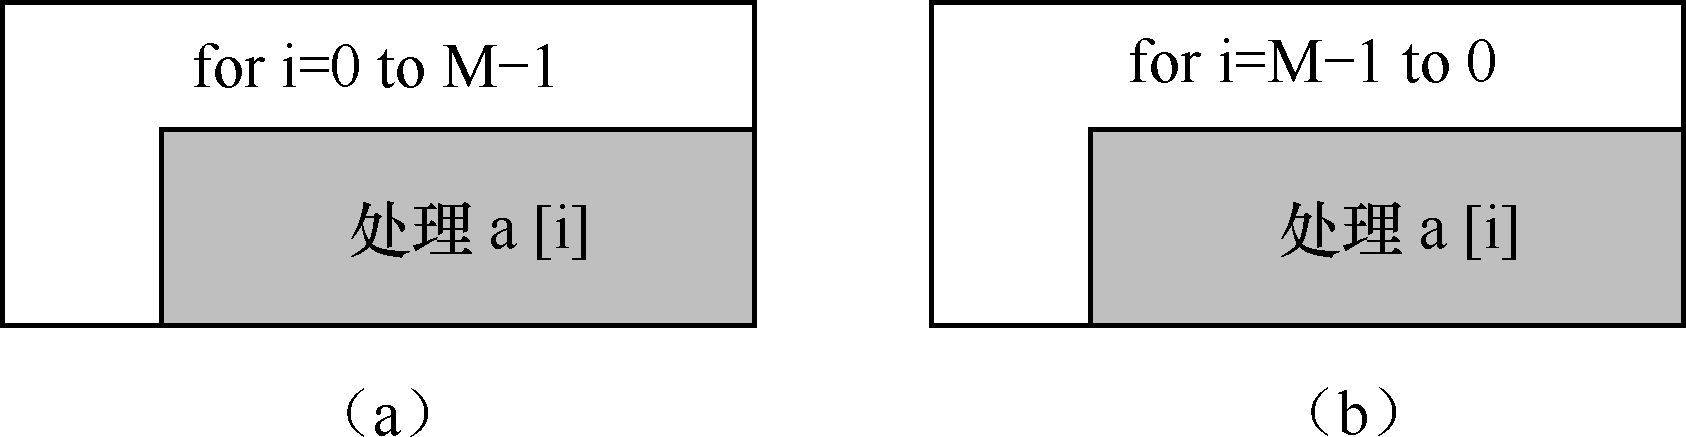 for i=0 to M−1
处理 a [i]
（a）
for i=M−1 to 0
处理 a [i]
（b）